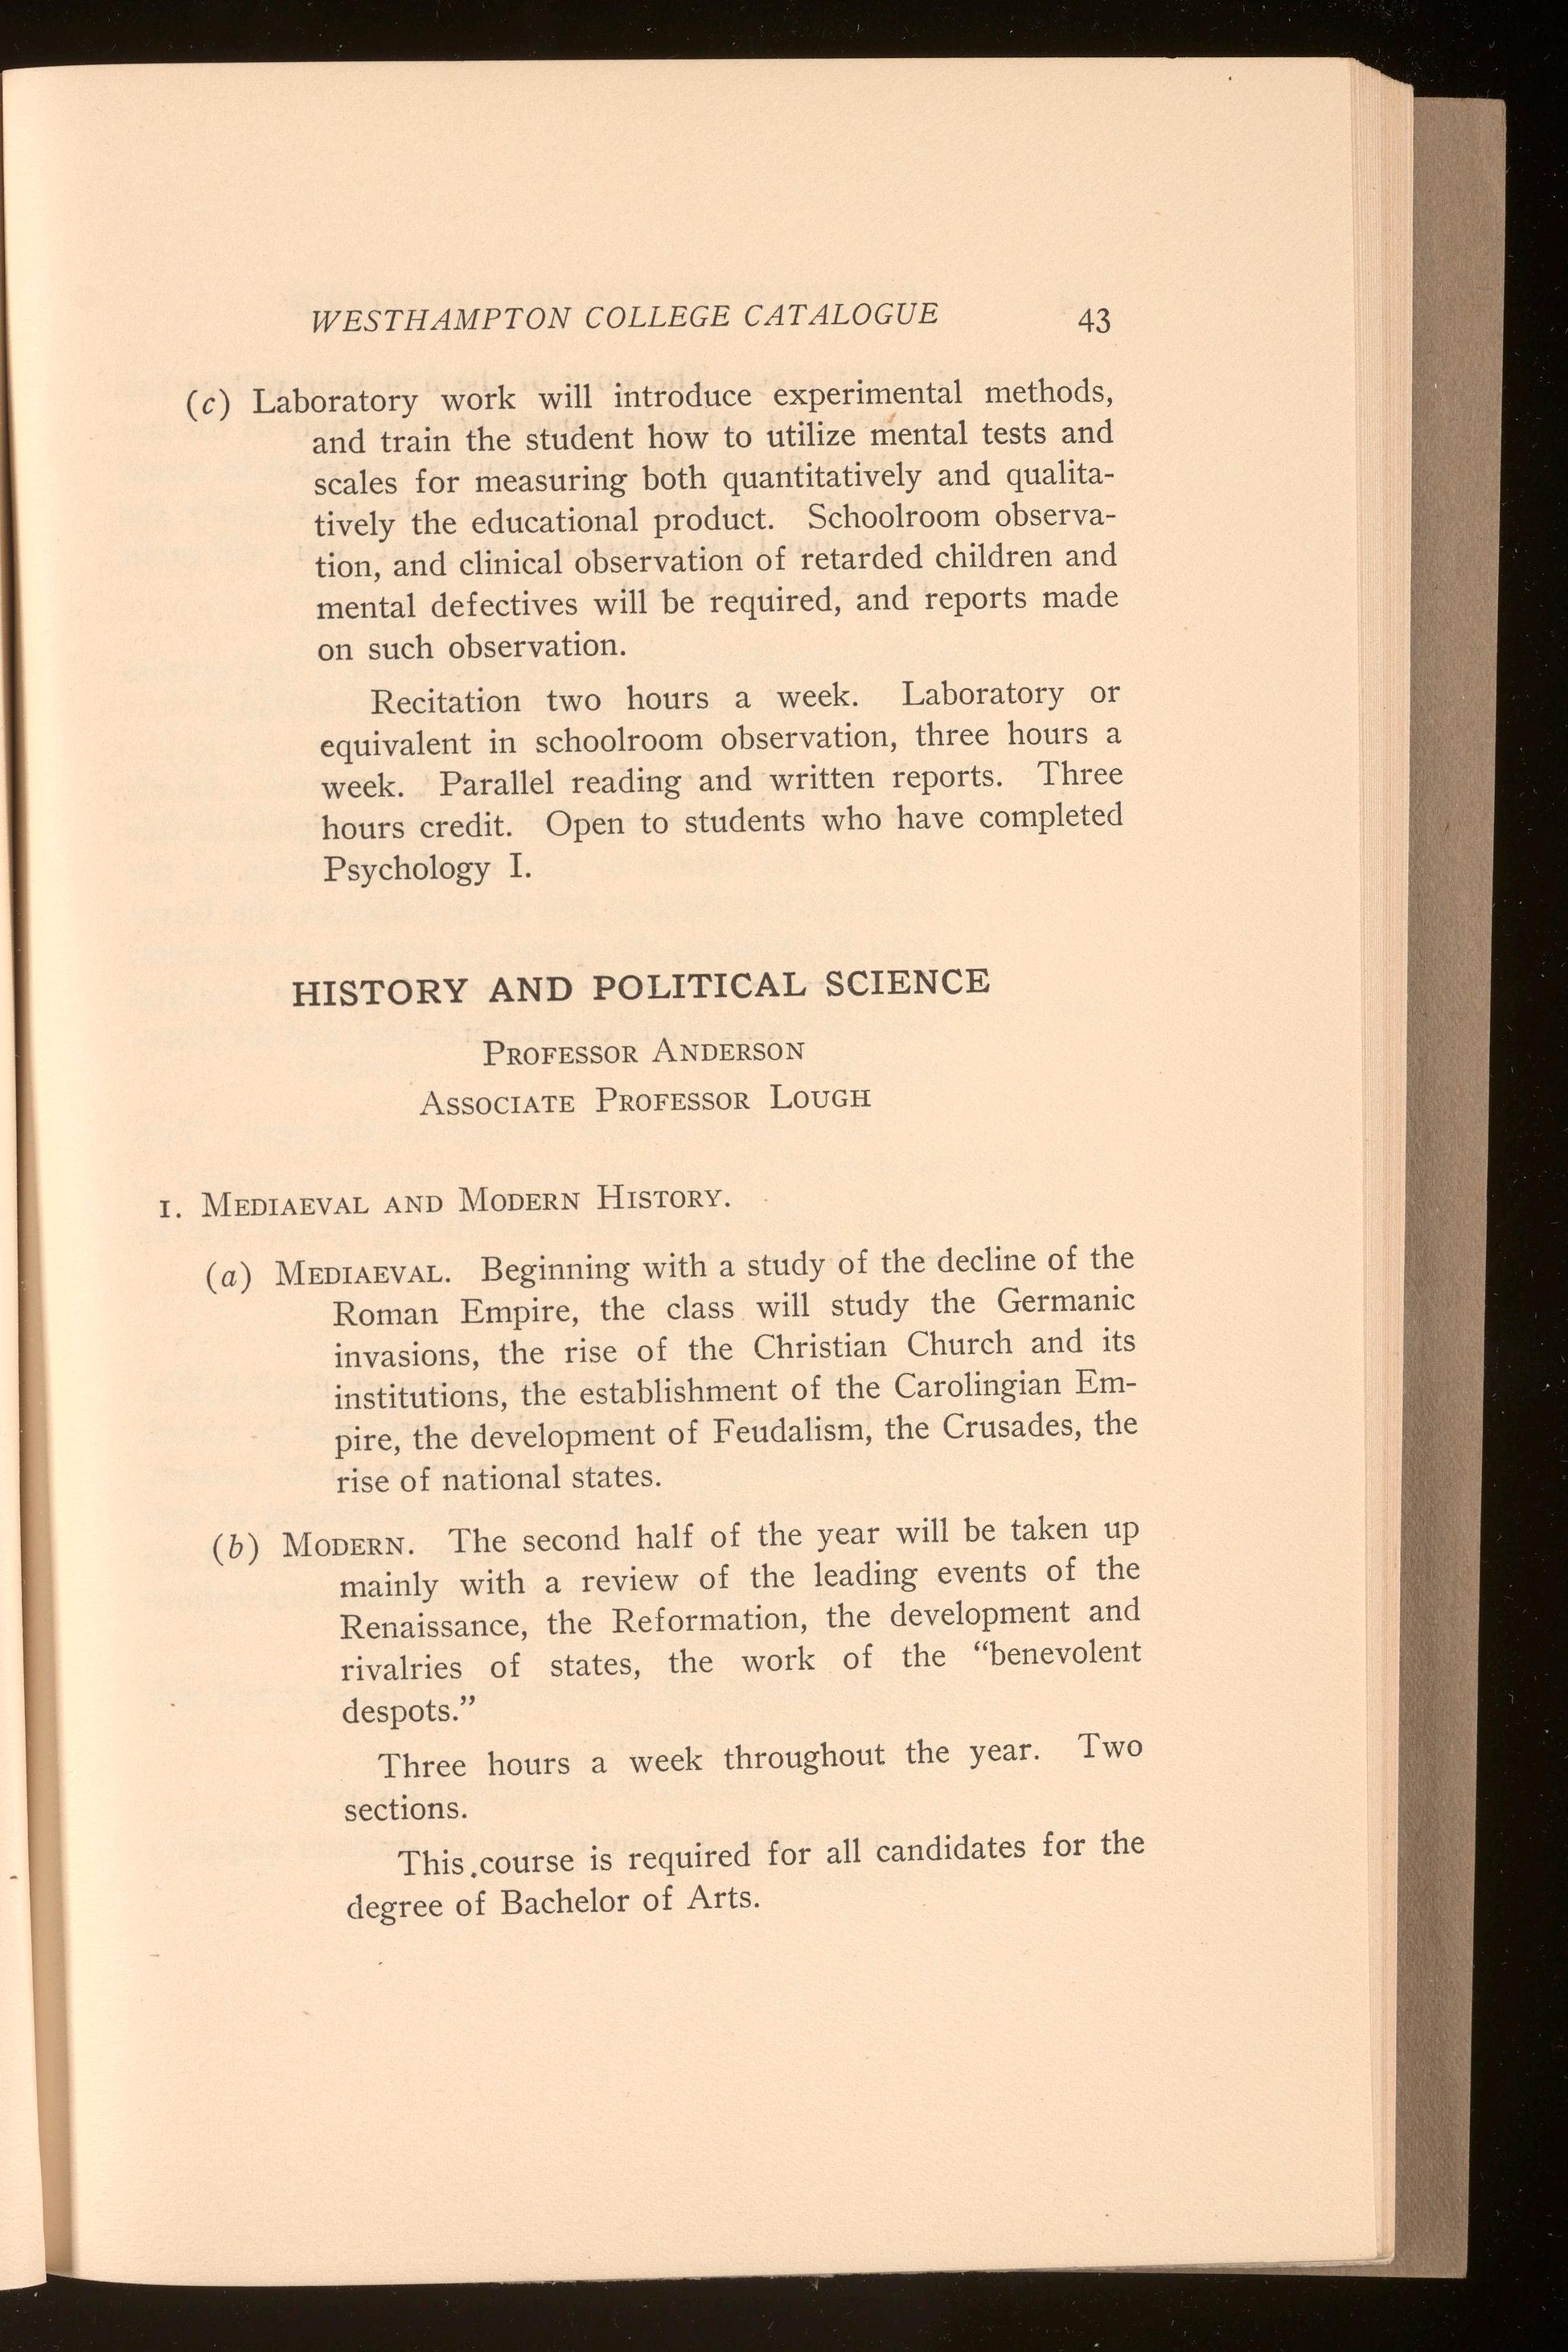 WESTHAMPTON COLLEGE CATALOGUE 43
(c) Laboratory work will introduce experimental methods,
and train the student how to utilize mental tests and
scales for measuring both quantitatively and qualita-
tively the educational product. Schoolroom observa-
tion, and clinical observation of retarded children and
mental defectives will be required, and reports made
on such observation.
Recitation two hours a week. Laboratory or
equivalent in schoolroom observation, three hours a
week. Parallel reading and written reports. Three
hours credit. Open to students who have completed
Psychology I.
HISTORY AND POLITICAL SCIENCE
PROFESSOR ANDERSON
ASSOCIATE PROFESSOR LOUGH
1. MEDIAEVAL AND MODERN HISTORY.
(a) MEDIAEVAL. Beginning with a study of the decline of the
Roman Empire, the class will study the Germanic
invasions, the rise of the Christian Church and its
institutions, the establishment of the Carolingian Em-
pire, the development of Feudalism, the Crusades, the
rise of national states.
(b) MODERN. The second half of the year will be taken up
mainly with a review of the leading events of the
Renaissance, the Reformation, the development and
rivalries of states, the work of the “benevolent
despots.”
Three hours a week throughout the year. Two
sections.
This course is required for all candidates for the
degree of Bachelor of Arts.